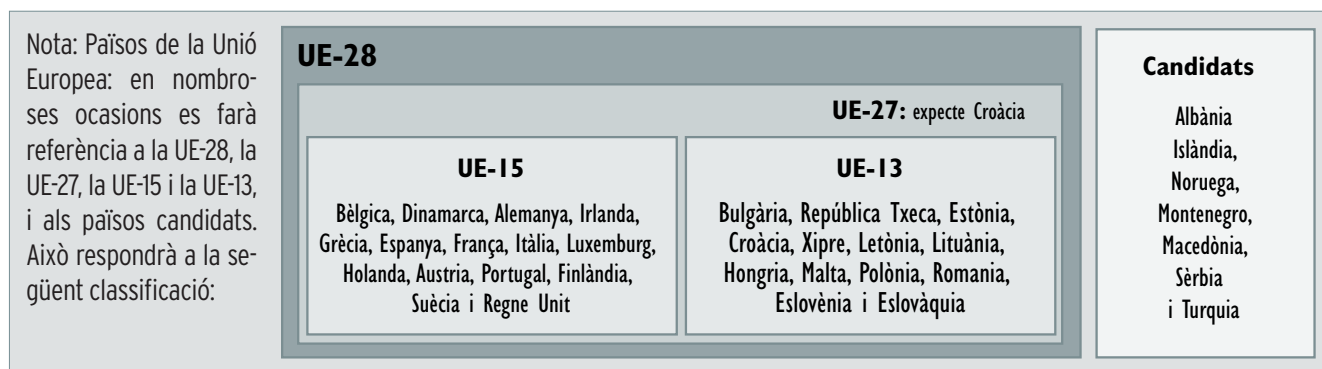 Nota: Països de la Unió
Europea: en nombro-
ses ocasions es farà
referència a la UE-28, la
UE-27, la UE-15 i la UE-13,
i als països candidats.
Això respondrà a la se-
güent classificació:
UE-28
UE-27: expecte Croàcia
UE-15
Bèlgica, Dinamarca, Alemanya, Irlanda,
Grècia, Espanya, França, Itàlia, Luxemburg,
Holanda, Austria, Portugal, Finlàndia,
Suècia i Regne Unit
UE-13
Bulgària, República Txeca, Estònia,
Croàcia, Xipre, Letònia, Lituània,
Hongria, Malta, Polònia, Romania,
Eslovènia i Eslovàquia
Candidats
Albània
Islàndia,
Noruega,
Montenegro,
Macedònia,
Sèrbia
i Turquia